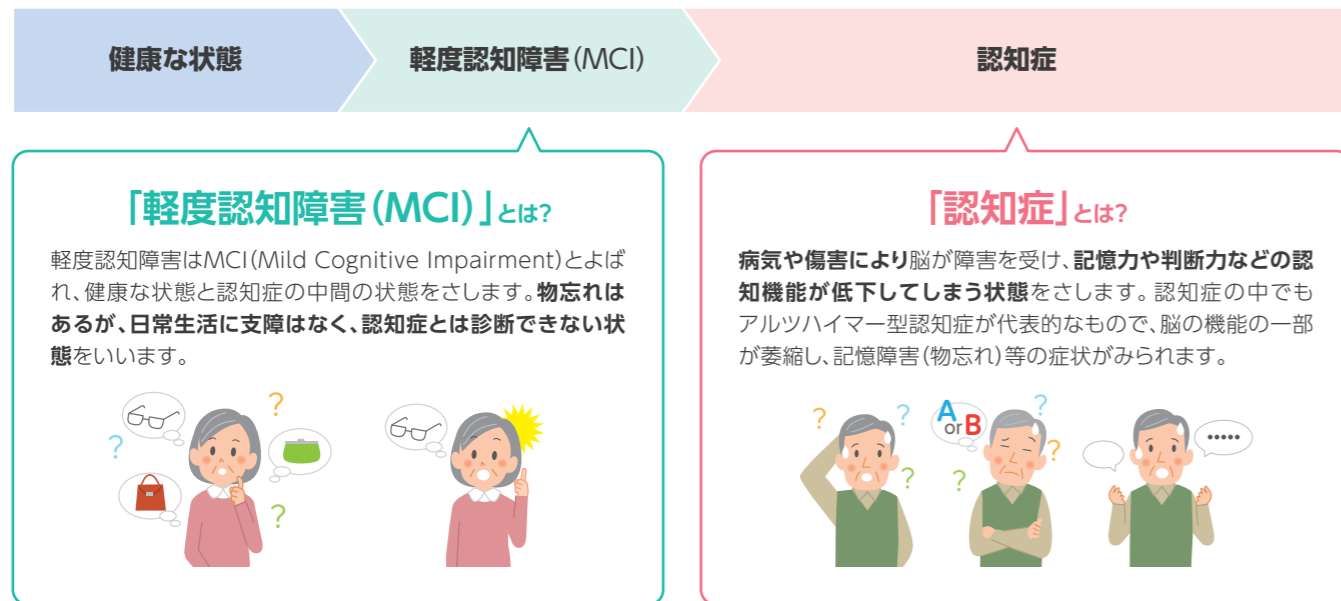 健康な状態
軽度認知障害(MCI)
認知症
「軽度認知障害(MCI)」とは?
軽度認知障害はMCI(Mild Cognitive Impairment)とよば
れ、健康な状態と認知症の中間の状態をさします。物忘れは
あるが、日常生活に支障はなく、認知症とは診断できない状
態をいいます。
?
?
?
「認知症」とは?
病気や傷害により脳が障害を受け、記憶力や判断力などの認
知機能が低下してしまう状態をさします。認知症の中でも
アルツハイマー型認知症が代表的なもので、脳の機能の一部
が萎縮し、記憶障害(物忘れ)等の症状がみられます。
?
?
?
A
or B
?
?
?
•••••